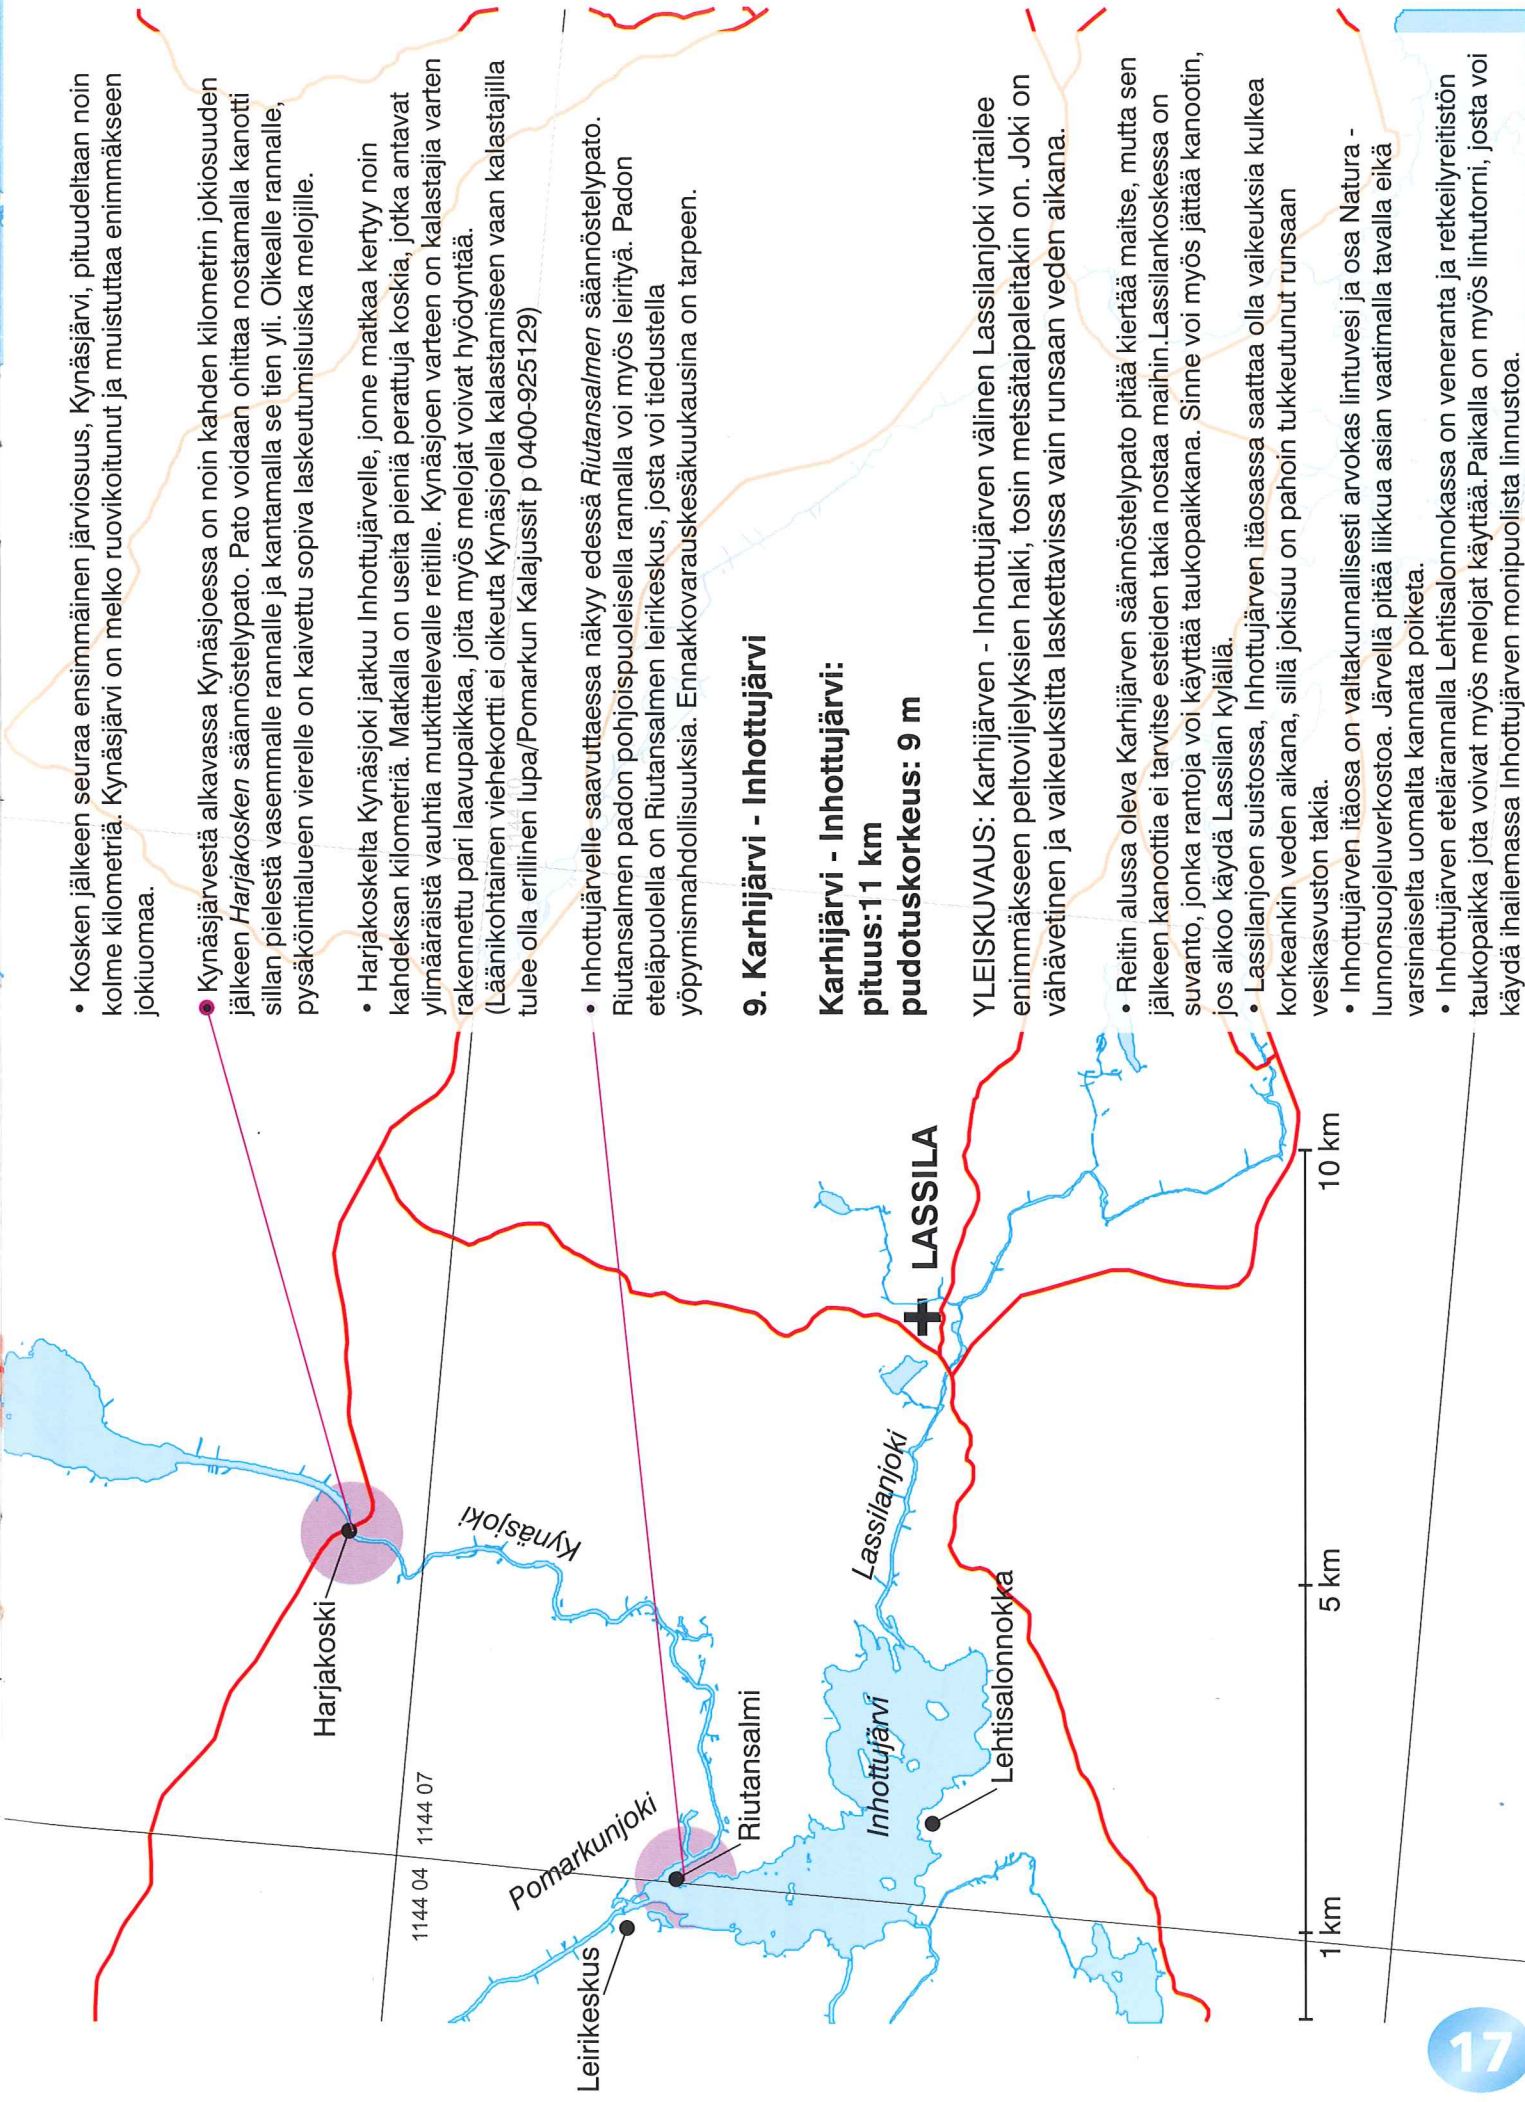 • Kosken jälkeen seuraa ensimmäinen järviosuus, Kynäsjärvi, pituudeltaan noin
kolme kilometriä. Kynäsjärvi on melko ruovikoitunut ja muistuttaa enimmäkseen
jokiuomaa.
• Kynäsjärvestä alkavassa Kynäsjoessa on noin kahden kilometrin jokiosuuden
jälkeen Harjakosken säännöstelypato. Pato voidaan ohittaa nostamalla kanotti
sillan pielestä vasemmalle rannalle ja kantamalla se tien yli. Oikealle rannalle,
pysäköintialueen vierelle on kaivettu sopiva laskeutumisluiska melojille.
• Harjakoskelta Kynäsjoki jatkuu Inhottujärvelle, jonne matkaa kertyy noin
kahdeksan kilometriä. Matkalla on useita pieniä perattuja koskia, jotka antavat
ylimääräistä vauhtia mutkittelevalle reitille. Kynäsjoen varteen on kalastajia varten
rakennettu pari laavupaikkaa, joita myös melojat voivat hyödyntää.
(Läänikohtainen viehekortti ei oikeuta Kynäsjoella kalastamiseen vaan kalastajilla
tulee olla erillinen lupa/Pomarkun Kalajussit p 0400-925129)
• Inhottujärvelle saavuttaessa näkyy edessä Riutansalmen säännöstelypato.
Riutansalmen padon pohjoispuoleisella rannalla voi myös leirityä. Padon
eteläpuolella on Riutansalmen leirikeskus, josta voi tiedustella
yöpymismahdollisuuksia. Ennakkovarauskesäkuukausina on tarpeen.
9. Karhijärvi - Inhottujärvi
Karhijärvi - Inhottujärvi:
pituus:11 km
pudotuskorkeus: 9 m
YLEISKUVAUS: Karhijärven - Inhottujärven välinen Lassilanjoki virtailee
enimmäkseen peltoviljelyksien halki, tosin metsätaipaleitakin on. Joki on
vähävetinen ja vaikeuksitta laskettavissa vain runsaan veden aikana.
• Reitin alussa oleva Karhijärven säännöstelypato pitää kiertää maitse, mutta sen
jälkeen kanoottia ei tarvitse esteiden takia nostaa maihin.Lassilankoskessa on
suvanto, jonka rantoja voi käyttää taukopaikkana. Sinne voi myös jättää kanootin,
jos aikoo käydä Lassilan kylällä.
• Lassilanjoen suistossa, Inhottujärven itäosassa saattaa olla vaikeuksia kulkea
korkeankin veden aikana, sillä jokisuu on pahoin tukkeutunut runsaan
vesikasvuston takia.
• Inhottujärven itäosa on valtakunnallisesti arvokas lintuvesi ja osa Natura -
lunnonsuojeluverkostoa. Järvellä pitää liikkua asian vaatimalla tavalla eikä
varsinaiselta uomalta kannata poiketa.
• Inhottujärven etelärannalla Lehtisalonnokassa on veneranta ja retkeilyreitistön
taukopaikka jota voivat myös melojat käyttää.Paikalla on myös lintutorni, josta voi
käydä ihailemassa Inhottujärven monipuolista linnustoa.
Harjakoski
Kynäsjoki
1144 04
1144 07
1144 10
Pomarkunjoki
Leirikeskus
Riutansalmi
LASSILA
Lassilanjoki
Inhottujärvi
Lehtisalonnokka
1 km
5 km
10 km
17